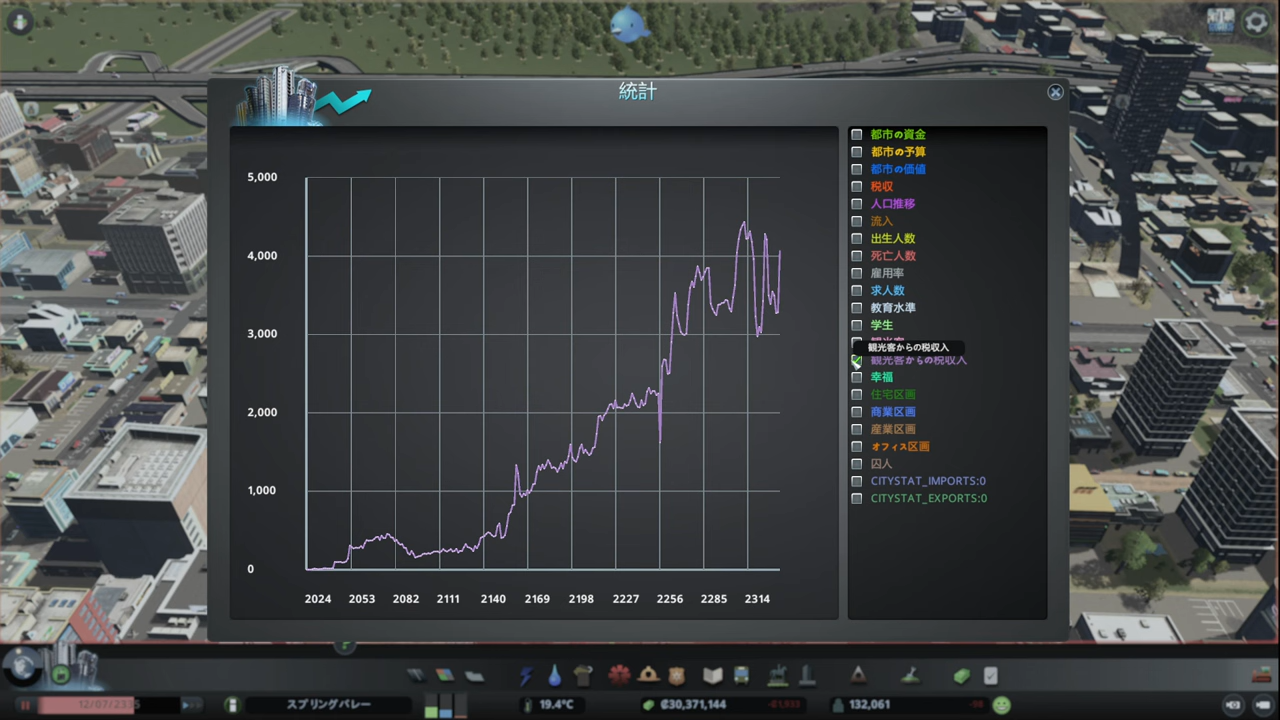 統計
5,000
4,000
3,000
2,000
1,000
0
2024 2053 2082 2111 2140 2169 2198 2227 2256 2285 2314
都市の資金
都市の予算
都市の価値
税収
人口推移
流入
出生人数
死亡人数
雇用率
求人数
教育水準
学生
観光客からの税収入
観光客からの税収入
幸福
住宅区画
商業区画
産業区画
オフィス区画
囚人
CITYSTAT_IMPORTS:0
CITYSTAT_EXPORTS:0
スプリングバレー
19.4°C
₡30,371,144
132,061